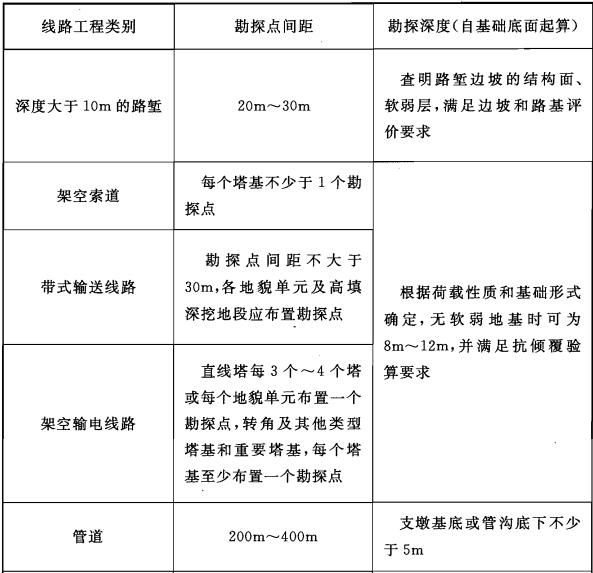 线路工程类别
勘探点间距
勘探深度(自基础底面起算)
深度大于10m的路堑
20m～30m
查明路堑边坡的结构面、
软弱层,满足边坡和路基评
价要求
架空索道
每个塔基不少于1个勘
探点
带式输送线路
勘探点间距不大于
30m,各地貌单元及高填
深挖地段应布置勘探点
架空输电线路
直线塔每3个～4个塔
或每个地貌单元布置一个
勘探点,转角及其他类型
塔基和重要塔基,每个塔
基至少布置一个勘探点
根据荷载性质和基础形式
确定,无软弱地基时可为
8m～12m,并满足抗倾覆验
算要求
管道
200m～400m
支墩基底或管沟底下不少
于5m